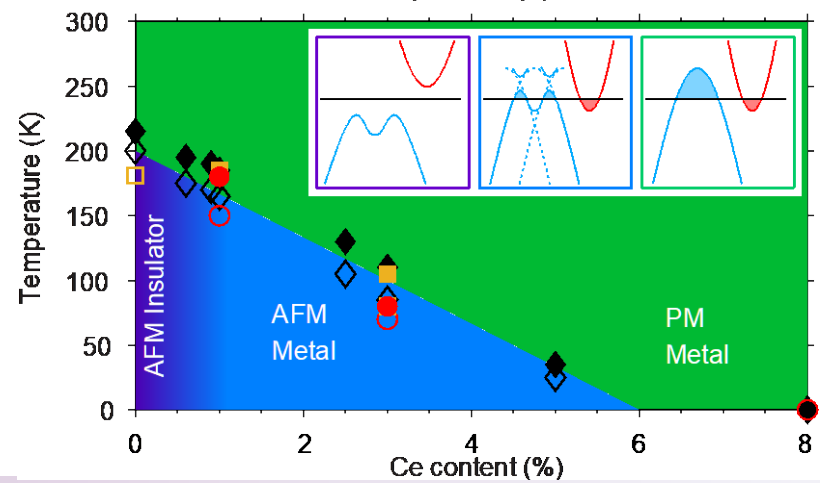 300
250
200
150
100
50
0
Temperature (K)
AFM Insulator
AFM
Metal
PM
Metal
0
2
4
6
8
Ce content (%)